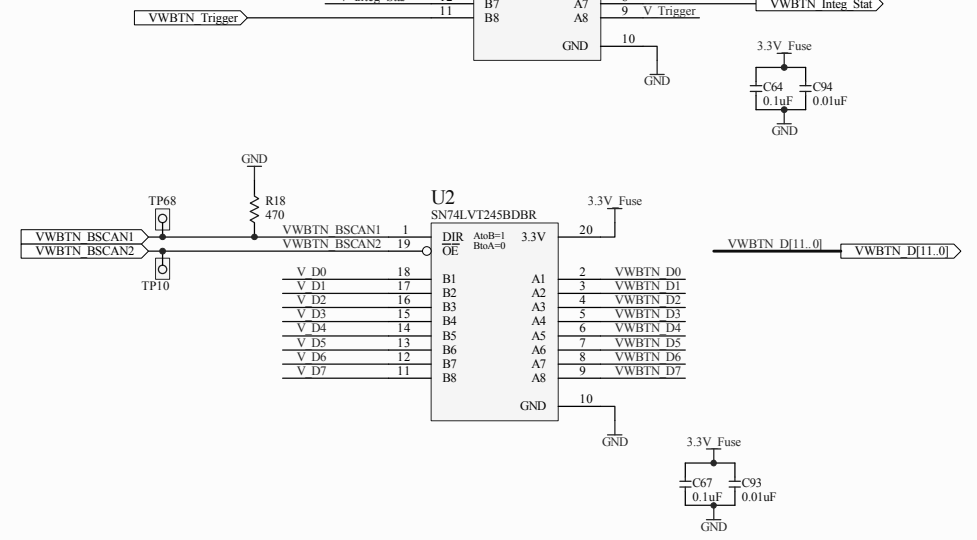 B7
A7
VWBTN_Integ_Stat
VWBTN_Trigger
11
B8
A8
9
V_Trigger
GND
10
GND
3.3V_Fuse
C64
0.1uF
C94
0.01uF
GND
GND
R18
470
TP68
U2
SN74LVT245BDBR
3.3V_Fuse
VWBTN_BSCAN1
VWBTN_BSCAN1
1
DIR
AtoB=1
BtoA=0
3.3V
20
VWBTN_BSCAN2
VWBTN_BSCAN2
19
OE
VWBTN_D[11..0]
VWBTN_D[11..0]
TP10
V_D0 18 B1 A1 2 VWBTN_D0
V_D1 17 B2 A2 3 VWBTN_D1
V_D2 16 B3 A3 4 VWBTN_D2
V_D3 15 B4 A4 5 VWBTN_D3
V_D4 14 B5 A5 6 VWBTN_D4
V_D5 13 B6 A6 7 VWBTN_D5
V_D6 12 B7 A7 8 VWBTN_D6
V_D7 11 B8 A8 9 VWBTN_D7
GND
10
GND
3.3V_Fuse
C67
0.1uF
C93
0.01uF
GND